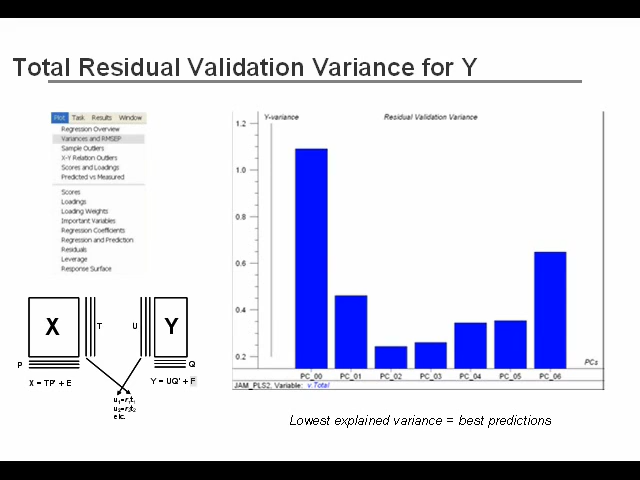 Total Residual Validation Variance for Y
Plot Task Results Window
Regression Overview
Variances and RMSEP
Sample Outliers
X-Y Relation Outliers
Scores and Loadings
Predicted vs Measured
Scores
Loadings
Loading Weights
Important Variables
Regression Coefficients
Regression and Prediction
Residuals
Leverage
Response Surface
Y-variance
Residual Validation Variance
1.2
1.0
0.8
0.6
0.4
0.2
PCs
PC_00 PC_01 PC_02 PC_03 PC_04 PC_05 PC_06
JAM_PLS2, Variable: v.Total
X
T
U
Y
P
Q
X = TP' + E
Y = UQ' + F
etc.
Lowest explained variance = best predictions